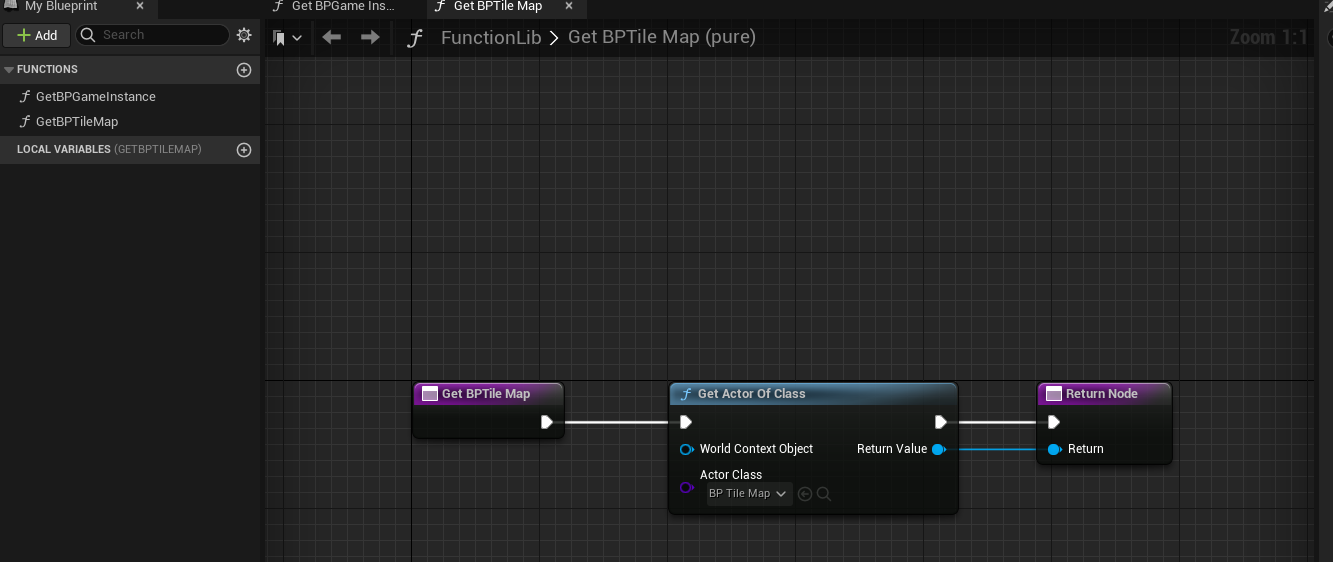 My Blueprint
Get BPGame Ins...
Get BPTile Map
Add
Search
FunctionLib > Get BPTile Map (pure)
Zoom 1:1
FUNCTIONS
GetBPGameInstance
GetBPTileMap
LOCAL VARIABLES (GETBPTILEMAP)
Get BPTile Map
Get Actor Of Class
Return Node
World Context Object
Return Value
Return
Actor Class
BP Tile Map